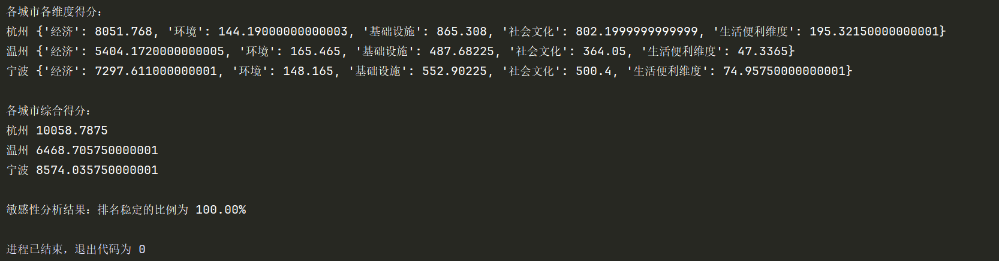 各城市各维度得分：
杭州 {'经济': 8051.768, '环境': 144.19000000000003, '基础设施': 865.308, '社会文化': 802.1999999999999, '生活便利维度': 195.32150000000001}
温州 {'经济': 5404.1720000000005, '环境': 165.465, '基础设施': 487.68225, '社会文化': 364.05, '生活便利维度': 47.3365}
宁波 {'经济': 7297.611000000001, '环境': 148.165, '基础设施': 552.90225, '社会文化': 500.4, '生活便利维度': 74.95750000000001}
各城市综合得分：
杭州 10058.7875
温州 6468.705750000001
宁波 8574.035750000001
敏感性分析结果：排名稳定的比例为 100.00%
进程已结束，退出代码为 0